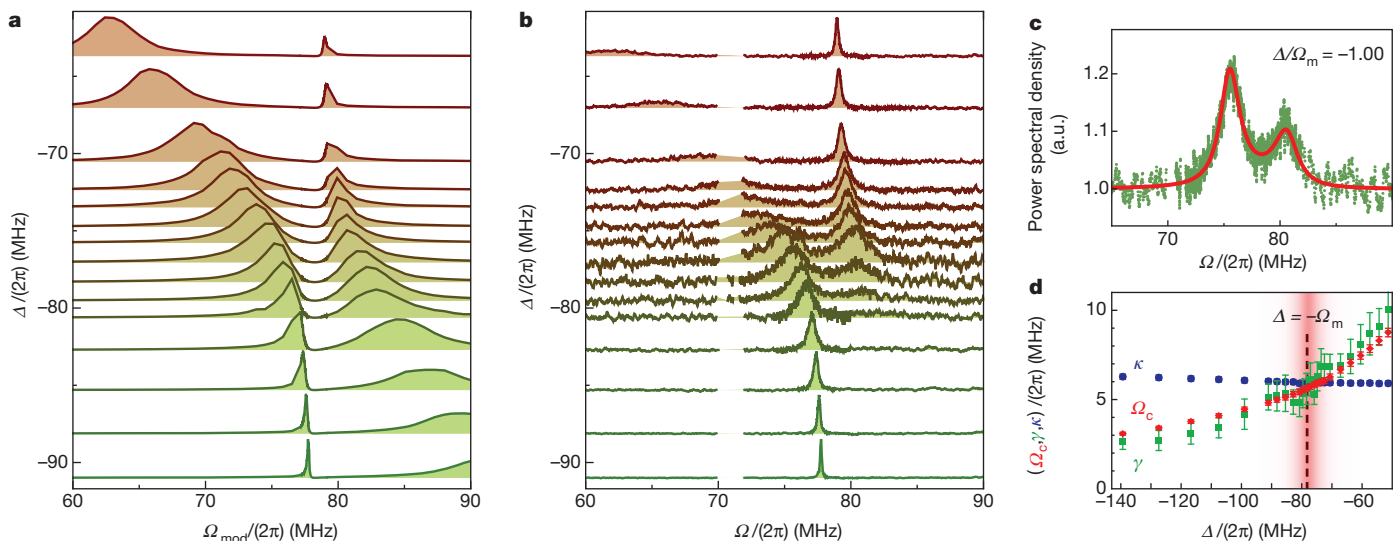 a
−70
−80
−90
Δ/(2π) (MHz)
60 70 80 90
Ω_mod/(2π) (MHz)
b
−70
−80
−90
Δ/(2π) (MHz)
60 70 80 90
Ω/(2π) (MHz)
c
Δ/Ω_m = −1.00
1.2
1.1
1.0
Power spectral density
(a.u.)
70 80
Ω/(2π) (MHz)
d
10
5
0
Δ = −Ω_m
κ
Ω_c
γ
(Ω_c,γ,κ)/(2π) (MHz)
−140 −120 −100 −80 −60
Δ/(2π) (MHz)